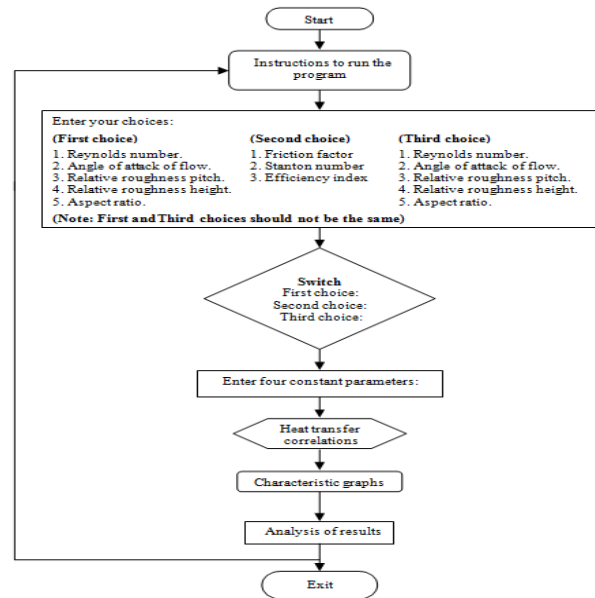 Start
Instructions to run the
program
Enter your choices:
(First choice) (Second choice) (Third choice)
1. Reynolds number. 1. Friction factor 1. Reynolds number.
2. Angle of attack of flow. 2. Stanton number 2. Angle of attack of flow.
3. Relative roughness pitch. 3. Efficiency index 3. Relative roughness pitch.
4. Relative roughness height. 4. Relative roughness height.
5. Aspect ratio. 5. Aspect ratio.
(Note: First and Third choices should not be the same)
Switch
First choice:
Second choice:
Third choice:
Enter four constant parameters:
Heat transfer
correlations
Characteristic graphs
Analysis of results
Exit